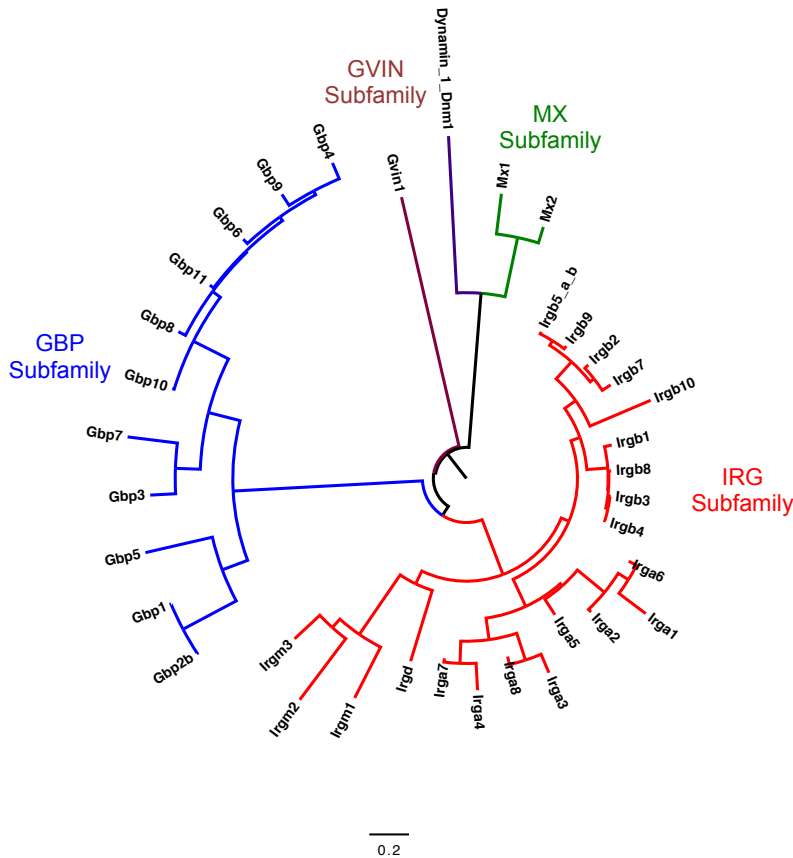 Dynamin_1_Dnm1
GVIN
Subfamily
MX
Subfamily
Gbp4
Gbp9
Gbp6
Gbp11
Gbp8
Gbp10
Gbp7
Gbp3
Gbp5
Gbp1
Gbp2b
GBP
Subfamily
Gvin1
Mx1
Mx2
Irgb5_a_b
Irgb9
Irgb2
Irgb7
Irgb10
Irgb1
Irgb8
Irgb3
Irgb4
IRG
Subfamily
Irga6
Irga1
Irga2
Irga5
Irga3
Irga8
Irga4
Irga7
Irgd
Irgm1
Irgm2
Irgm3
0.2